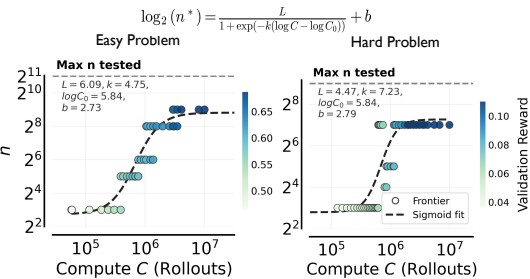 log₂(n*) = L / (1 + exp(−k(log C − log C₀))) + b
Easy Problem
Max n tested
L = 6.09, k = 4.75,
logC₀ = 5.84,
b = 2.73
2¹¹
2¹⁰
2⁸
2⁶
2⁴
2²
n
10⁵ 10⁶ 10⁷
Compute C (Rollouts)
0.65
0.60
0.55
0.50
Hard Problem
Max n tested
L = 4.47, k = 7.23,
logC₀ = 5.84,
b = 2.79
2⁸
2⁶
2⁴
2²
Frontier
Sigmoid fit
10⁵ 10⁶ 10⁷
Compute C (Rollouts)
0.10
0.08
0.06
0.04
Validation Reward